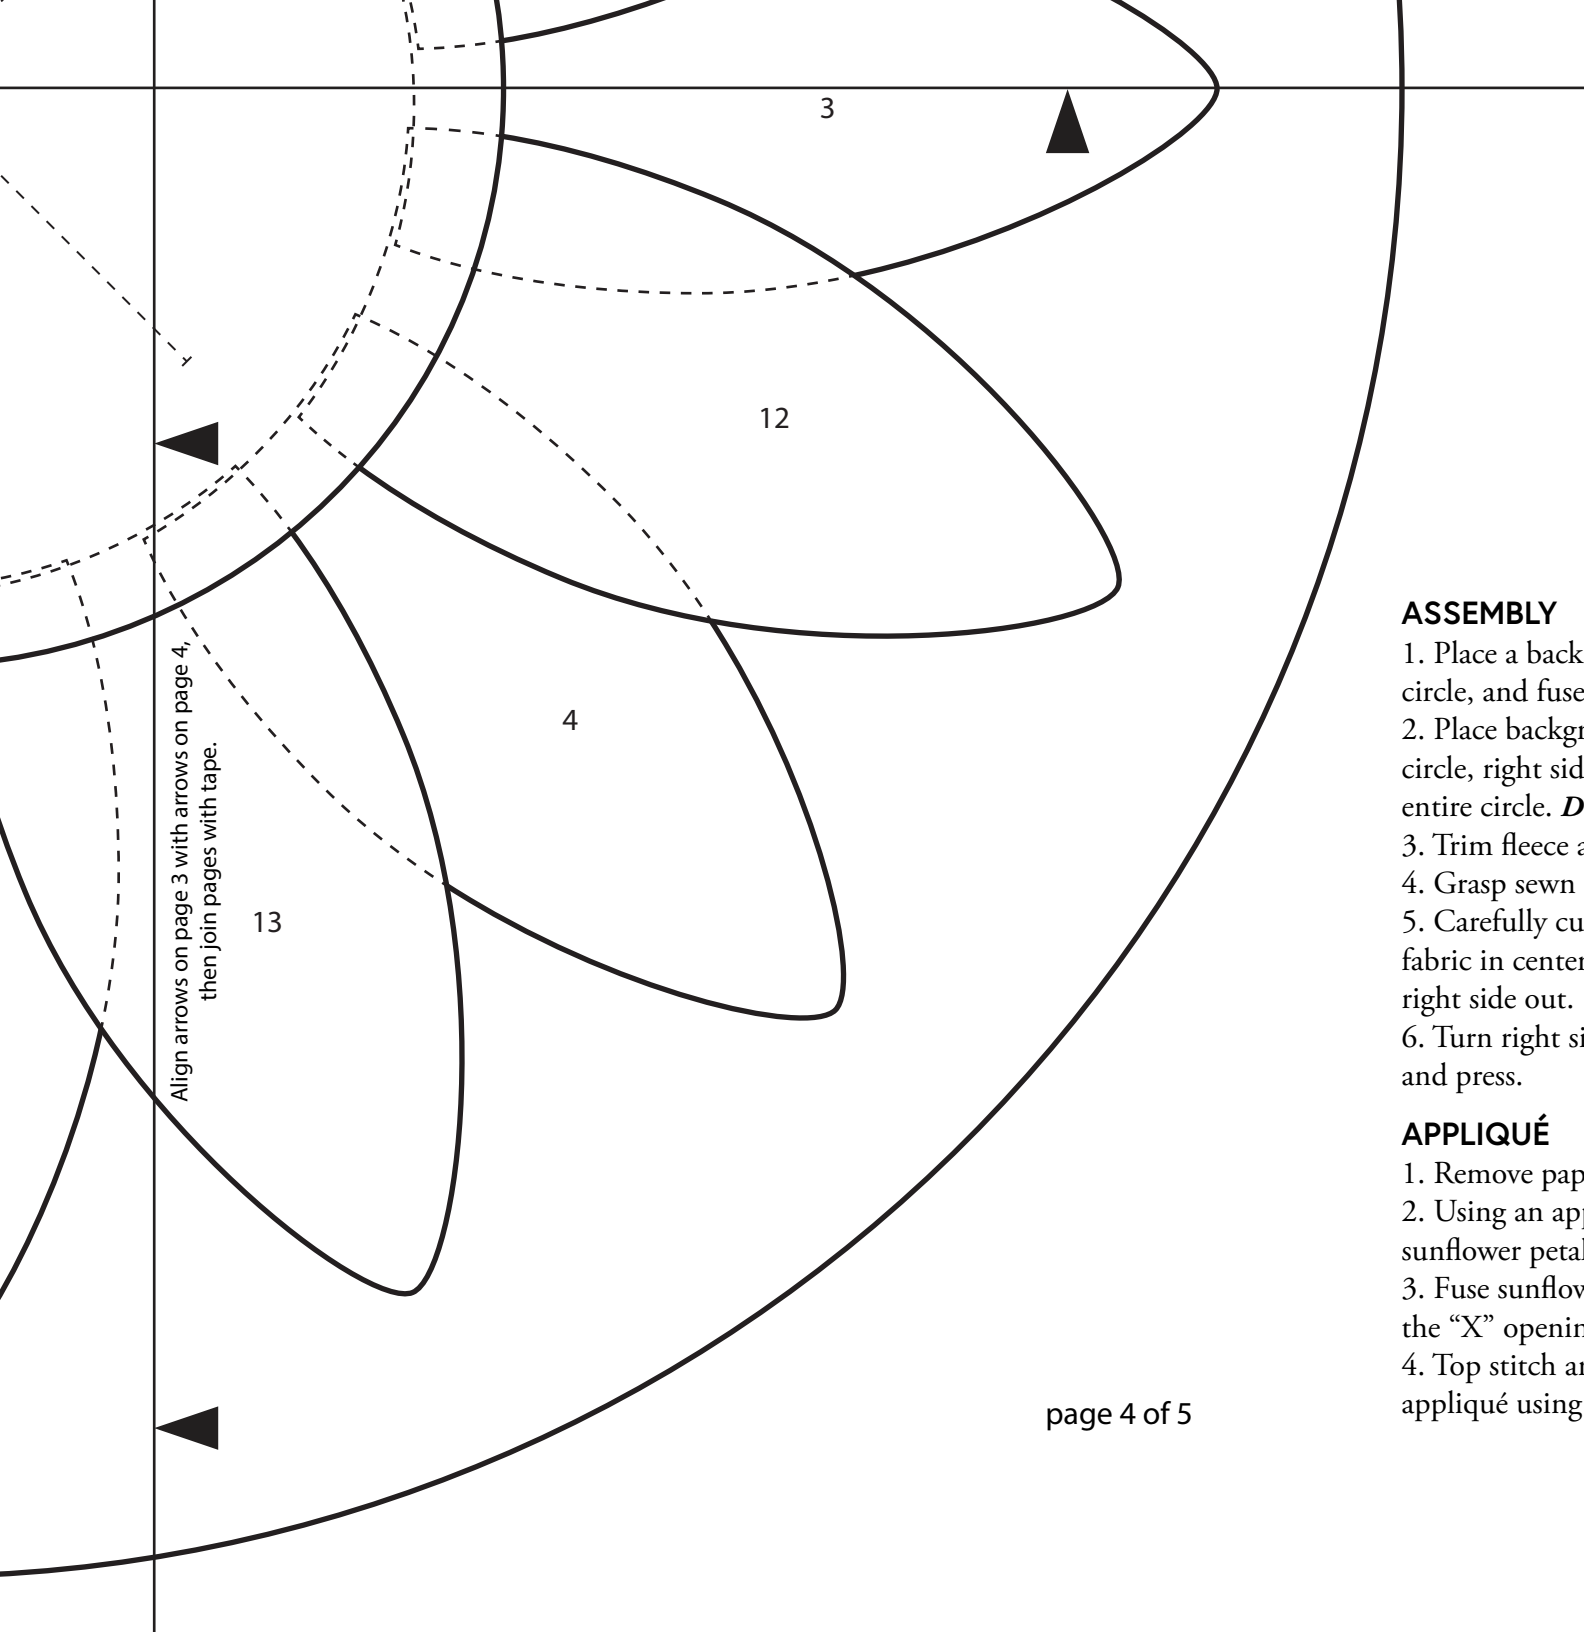 3
12
4
13
Align arrows on page 3 with arrows on page 4,
then join pages with tape.
page 4 of 5
ASSEMBLY
1. Place a back
circle, and fuse
2. Place backgr
circle, right sid
entire circle. D
3. Trim fleece a
4. Grasp sewn
5. Carefully cu
fabric in center
right side out.
6. Turn right si
and press.
APPLIQUÉ
1. Remove pap
2. Using an app
sunflower petal
3. Fuse sunflow
the “X” openin
4. Top stitch ar
appliqué using